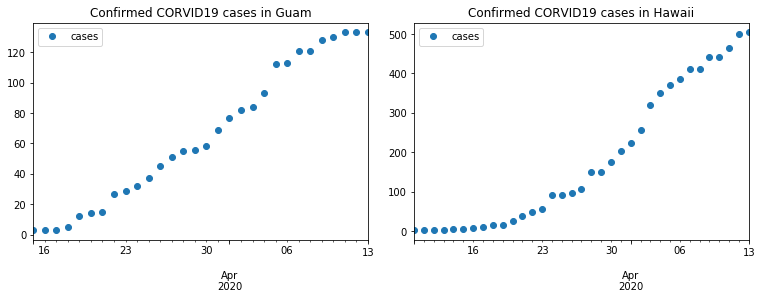 Confirmed CORVID19 cases in Guam
cases
120
100
80
60
40
20
0
16 23 30 06 13
Apr
2020
Confirmed CORVID19 cases in Hawaii
cases
500
400
300
200
100
0
16 23 30 06 13
Apr
2020